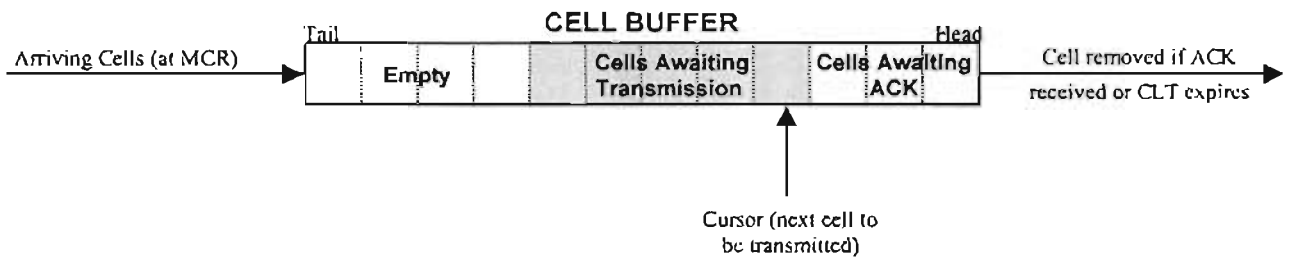 CELL BUFFER
Tail
Head
Arriving Cells (at MCR)
Empty
Cells Awaiting
Transmission
Cells Awaiting
ACK
Cell removed if ACK
received or CLT expires
Cursor (next cell to
be transmitted)